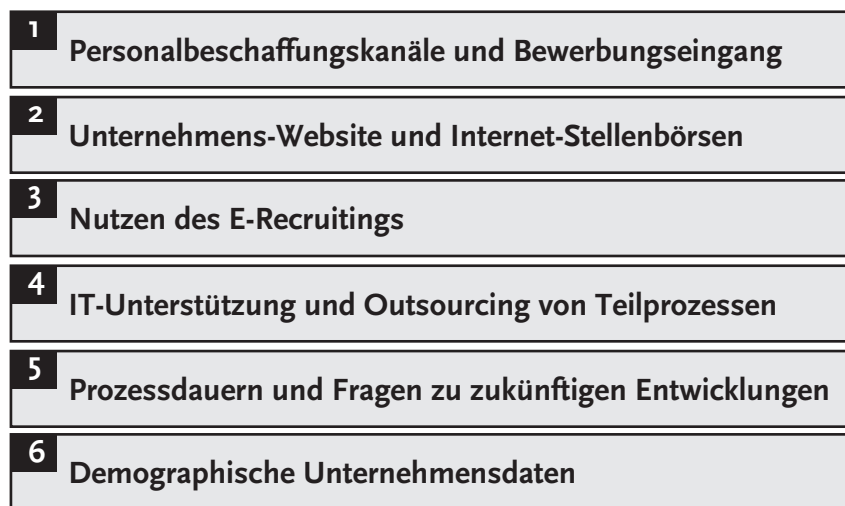 1
Personalbeschaffungskanäle und Bewerbungseingang
2
Unternehmens-Website und Internet-Stellenbörsen
3
Nutzen des E-Recruitings
4
IT-Unterstützung und Outsourcing von Teilprozessen
5
Prozessdauern und Fragen zu zukünftigen Entwicklungen
6
Demographische Unternehmensdaten